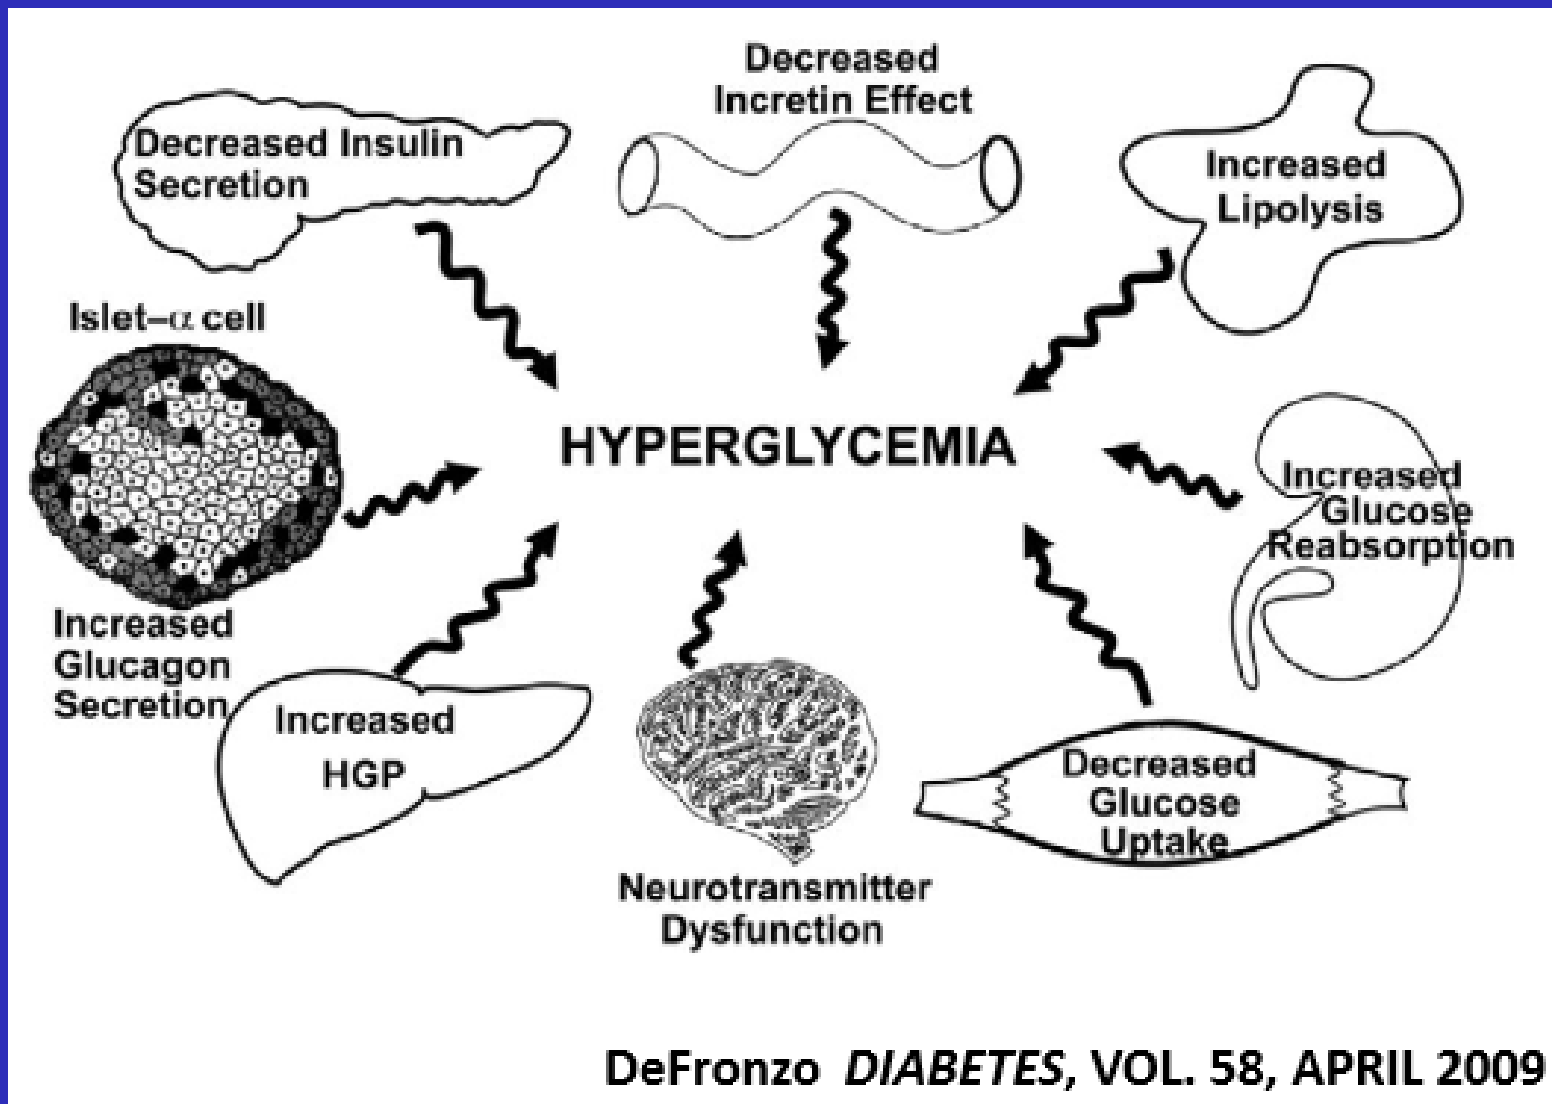 Decreased Insulin
Secretion
Decreased
Incretin Effect
Increased
Lipolysis
Islet–α cell
HYPERGLYCEMIA
Increased
Glucose
Reabsorption
Increased
Glucagon
Secretion
Increased
HGP
Neurotransmitter
Dysfunction
Decreased
Glucose
Uptake
DeFronzo DIABETES, VOL. 58, APRIL 2009